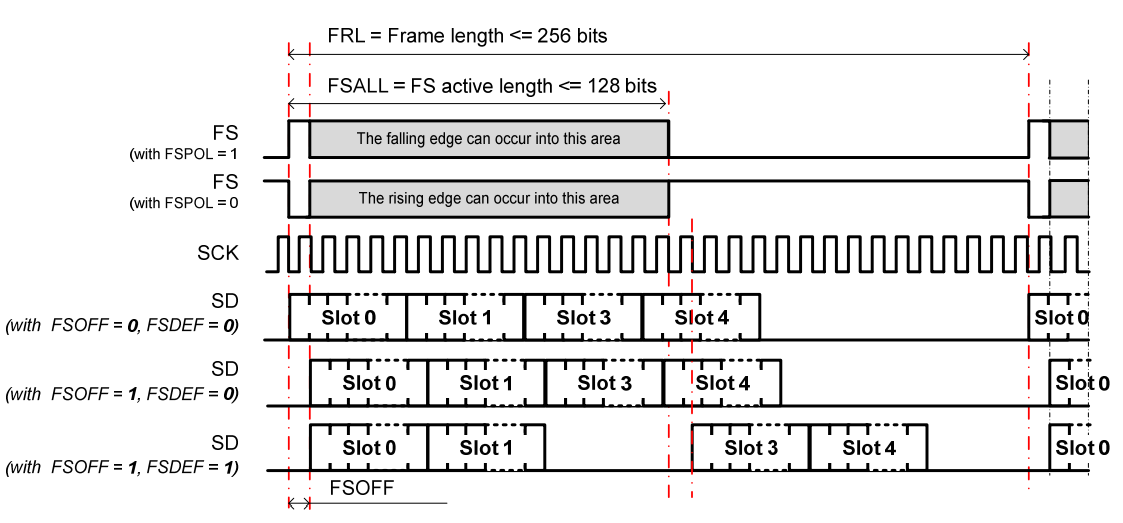 FRL = Frame length <= 256 bits
FSALL = FS active length <= 128 bits
FS
(with FSPOL = 1
The falling edge can occur into this area
FS
(with FSPOL = 0
The rising edge can occur into this area
SCK
SD
(with FSOFF = 0, FSDEF = 0)
Slot 0 Slot 1 Slot 3 Slot 4 Slot 0
SD
(with FSOFF = 1, FSDEF = 0)
Slot 0 Slot 1 Slot 3 Slot 4 Slot 0
SD
(with FSOFF = 1, FSDEF = 1)
Slot 0 Slot 1 Slot 3 Slot 4 Slot 0
FSOFF